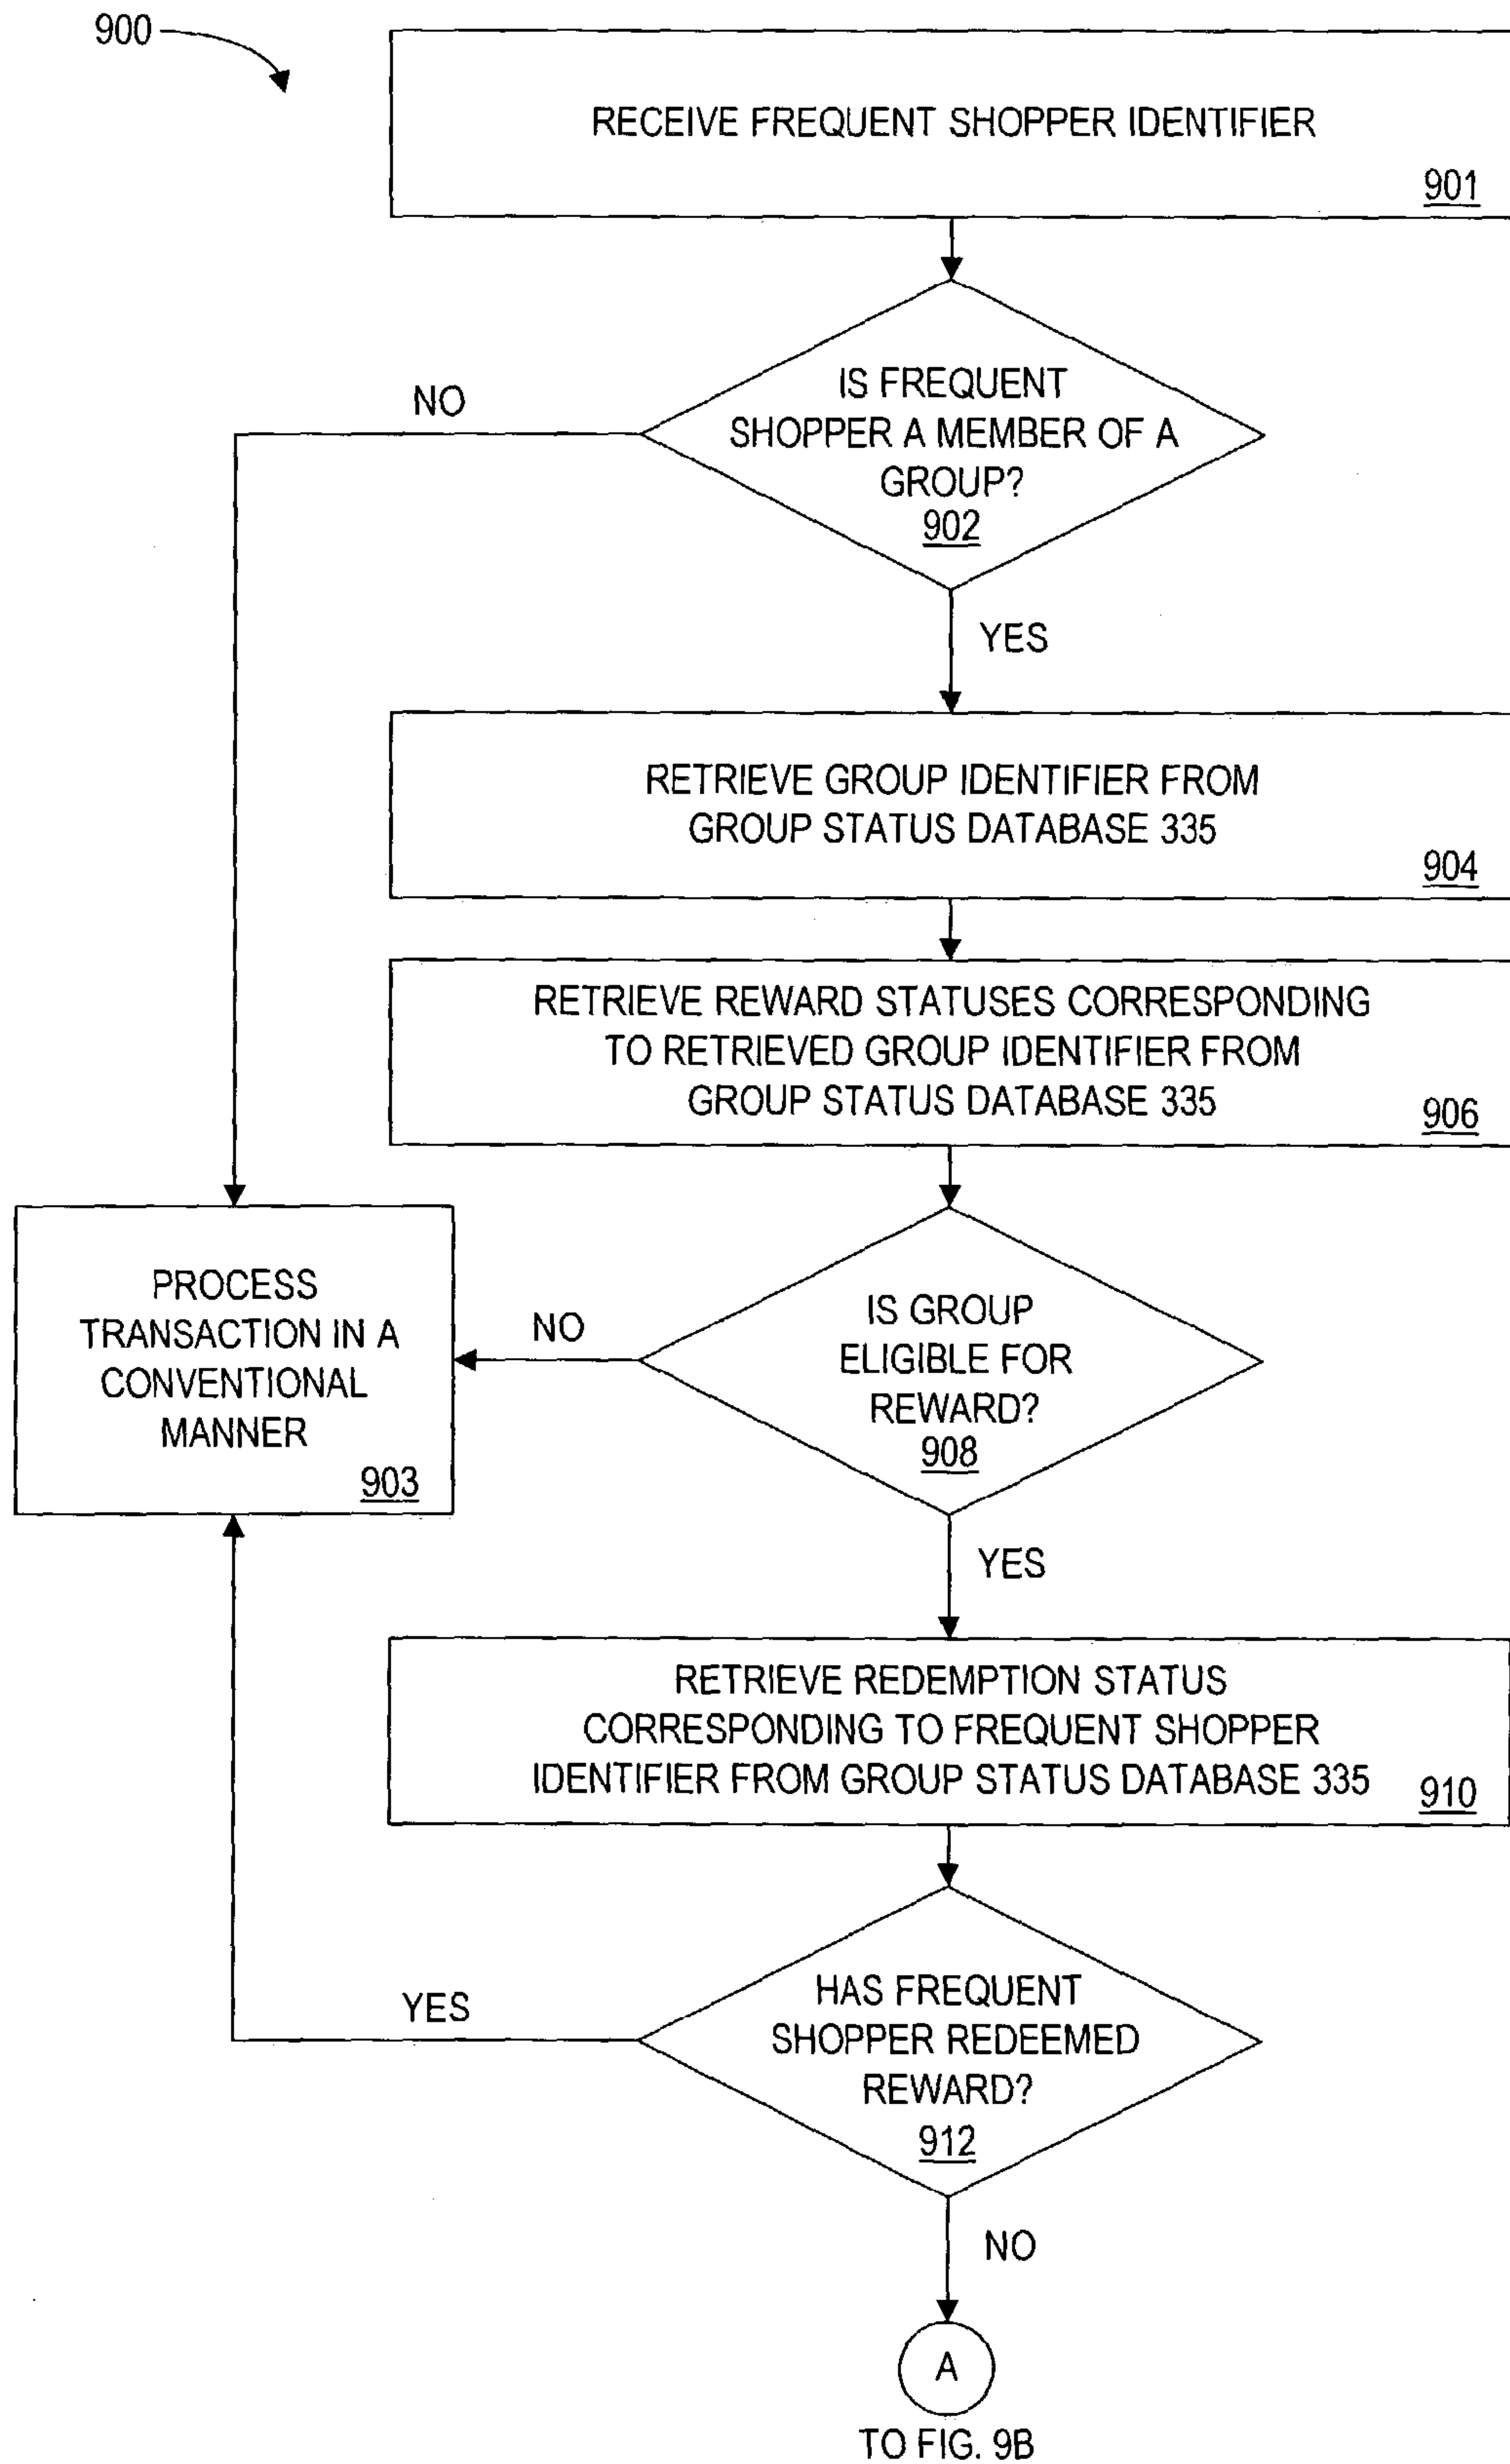 900
RECEIVE FREQUENT SHOPPER IDENTIFIER
901
IS FREQUENT
SHOPPER A MEMBER OF A
GROUP?
902
NO
YES
RETRIEVE GROUP IDENTIFIER FROM
GROUP STATUS DATABASE 335
904
RETRIEVE REWARD STATUSES CORRESPONDING
TO RETRIEVED GROUP IDENTIFIER FROM
GROUP STATUS DATABASE 335
906
PROCESS
TRANSACTION IN A
CONVENTIONAL
MANNER
903
NO
IS GROUP
ELIGIBLE FOR
REWARD?
908
YES
RETRIEVE REDEMPTION STATUS
CORRESPONDING TO FREQUENT SHOPPER
IDENTIFIER FROM GROUP STATUS DATABASE 335
910
YES
HAS FREQUENT
SHOPPER REDEEMED
REWARD?
912
NO
A
TO FIG. 9B